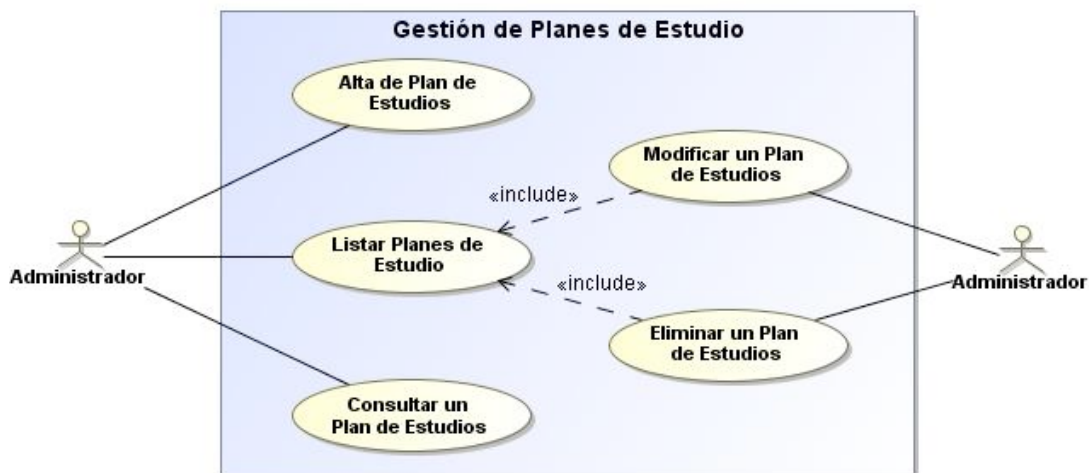 Gestión de Planes de Estudio
Alta de Plan de
Estudios
Modificar un Plan
de Estudios
«include»
Listar Planes de
Estudio
Administrador
«include»
Administrador
Eliminar un Plan
de Estudios
Consultar un
Plan de Estudios